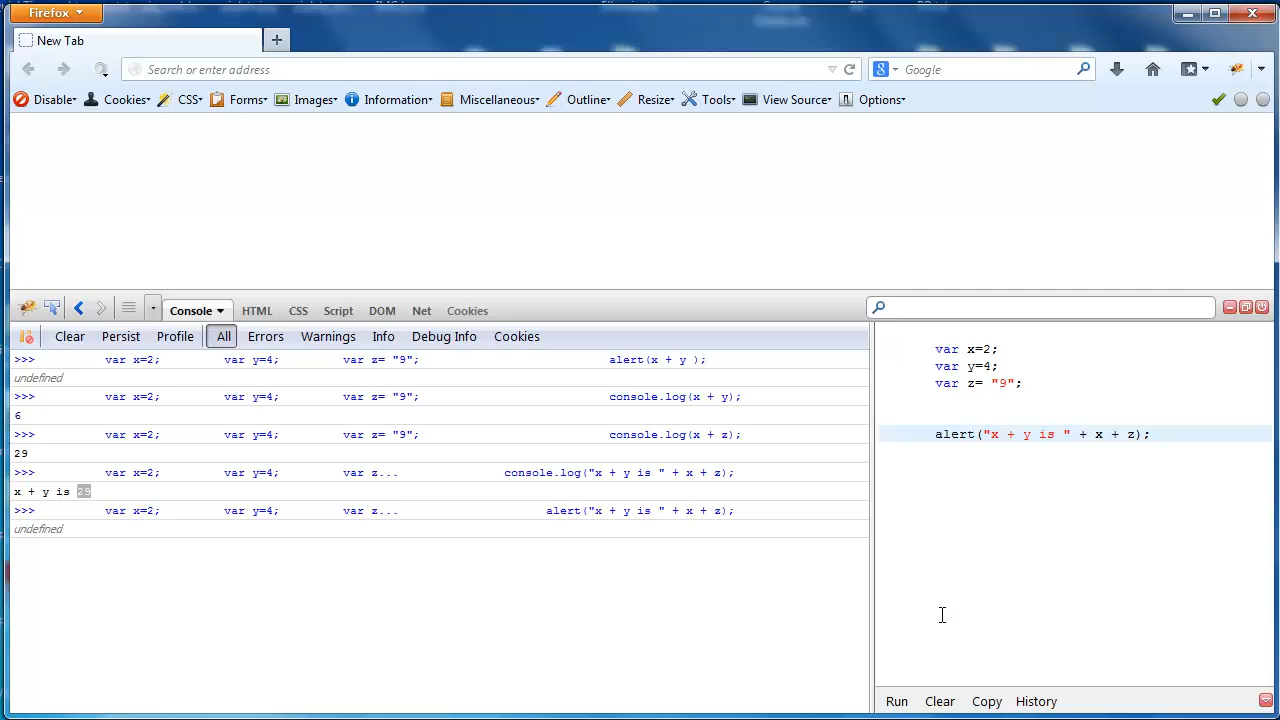 Firefox
New Tab
Search or enter address
Google
Disable Cookies CSS Forms Images Information Miscellaneous Outline Resize Tools View Source Options
Console HTML CSS Script DOM Net Cookies
Clear Persist Profile All Errors Warnings Info Debug Info Cookies
>>> var x=2; var y=4; var z= "9"; alert(x + y );
undefined
>>> var x=2; var y=4; var z= "9"; console.log(x + y);
6
>>> var x=2; var y=4; var z= "9"; console.log(x + z);
29
>>> var x=2; var y=4; var z... console.log("x + y is " + x + z);
x + y is 29
>>> var x=2; var y=4; var z... alert("x + y is " + x + z);
undefined
var x=2;
var y=4;
var z= "9";
alert("x + y is " + x + z);
Run Clear Copy History